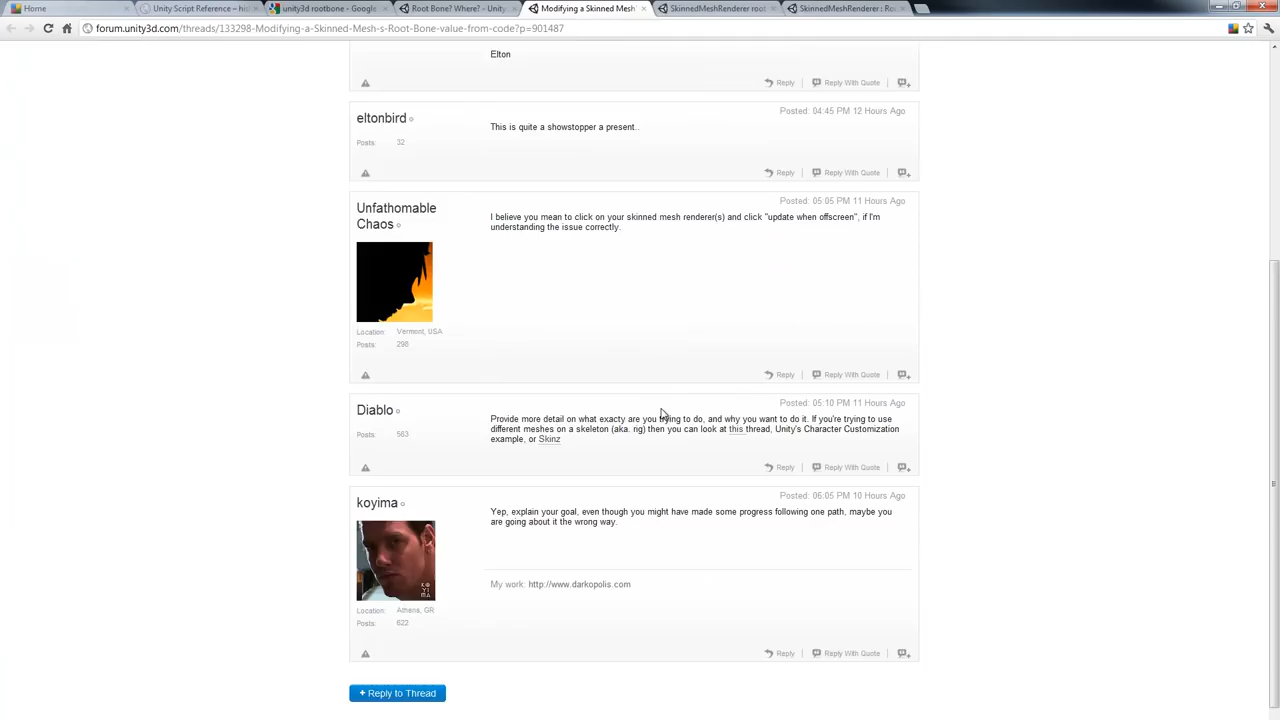 Home
Unity Script Reference – hi
unity3d rootbone - Google
Root Bone? Where? - Unity
Modifying a Skinned Mesh'
SkinnedMeshRenderer root
SkinnedMeshRenderer: Ro
forum.unity3d.com/threads/133298-Modifying-a-Skinned-Mesh-s-Root-Bone-value-from-code?p=901487
Elton
Reply | Reply With Quote |
Posted: 04:45 PM 12 Hours Ago
eltonbird
This is quite a showstopper a present..
Posts: 32
Reply | Reply With Quote |
Posted: 05:05 PM 11 Hours Ago
Unfathomable
Chaos
I believe you mean to click on your skinned mesh renderer(s) and click "update when offscreen", if I'm
understanding the issue correctly.
Location: Vermont, USA
Posts: 298
Reply | Reply With Quote |
Posted: 05:10 PM 11 Hours Ago
Diablo
Provide more detail on what exacty are you trying to do, and why you want to do it. If you're trying to use
different meshes on a skeleton (aka. rig) then you can look at this thread, Unity's Character Customization
example, or Skinz
Posts: 563
Reply | Reply With Quote |
Posted: 06:05 PM 10 Hours Ago
koyima
Yep, explain your goal, even though you might have made some progress following one path, maybe you
are going about it the wrong way.
My work: http://www.darkopolis.com
KO
YI
MA
Location: Athens, GR
Posts: 622
Reply | Reply With Quote |
+ Reply to Thread